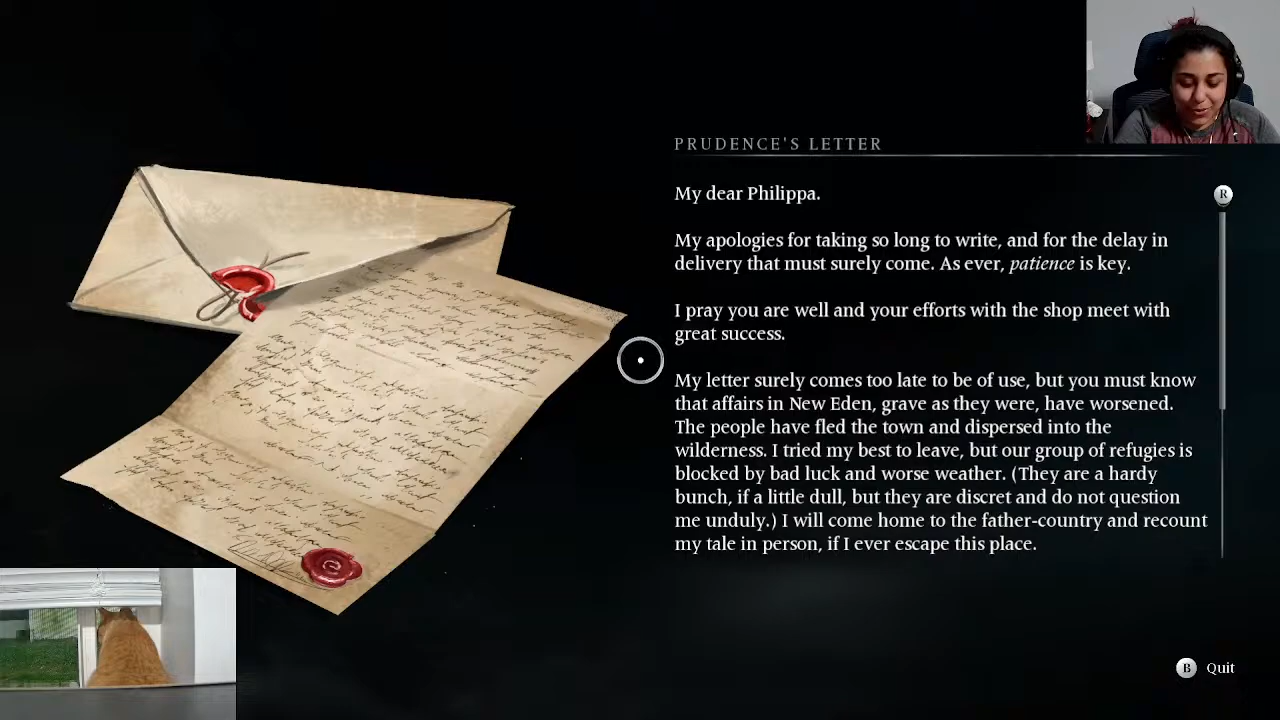 PRUDENCE'S LETTER
My dear Philippa.
R
My apologies for taking so long to write, and for the delay in
delivery that must surely come. As ever, patience is key.
I pray you are well and your efforts with the shop meet with
great success.
My letter surely comes too late to be of use, but you must know
that affairs in New Eden, grave as they were, have worsened.
The people have fled the town and dispersed into the
wilderness. I tried my best to leave, but our group of refugies is
blocked by bad luck and worse weather. (They are a hardy
bunch, if a little dull, but they are discret and do not question
me unduly.) I will come home to the father-country and recount
my tale in person, if I ever escape this place.
B Quit